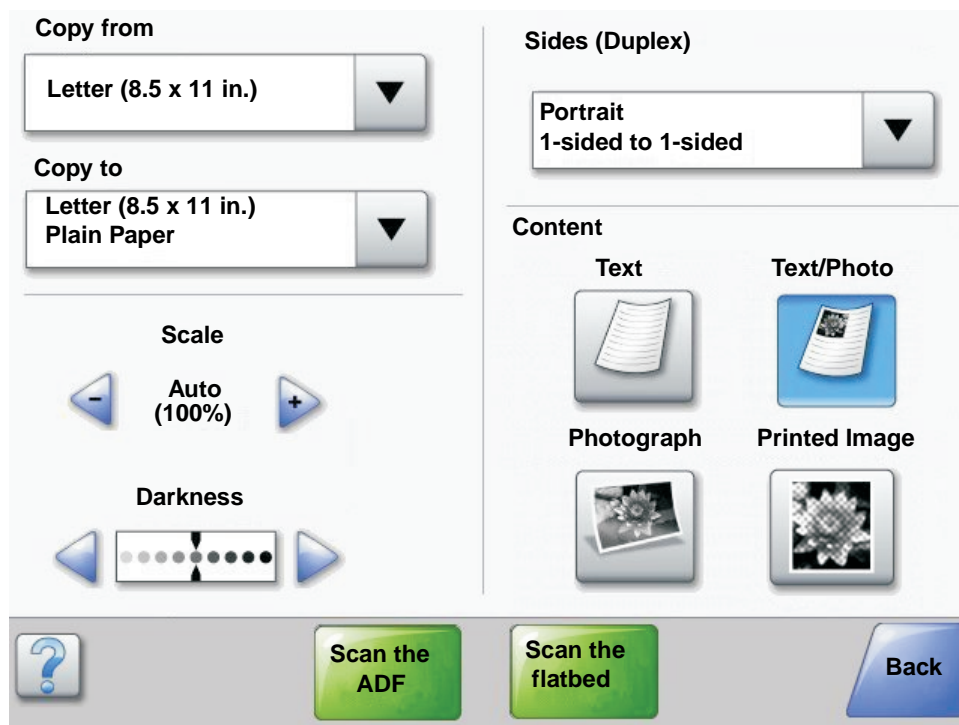 Copy from
Letter (8.5 x 11 in.)
Copy to
Letter (8.5 x 11 in.)
Plain Paper
Scale
Auto
(100%)
-
+
Darkness
Sides (Duplex)
Portrait
1-sided to 1-sided
Content
Text
Text/Photo
Photograph
Printed Image
?
Scan the
ADF
Scan the
flatbed
Back